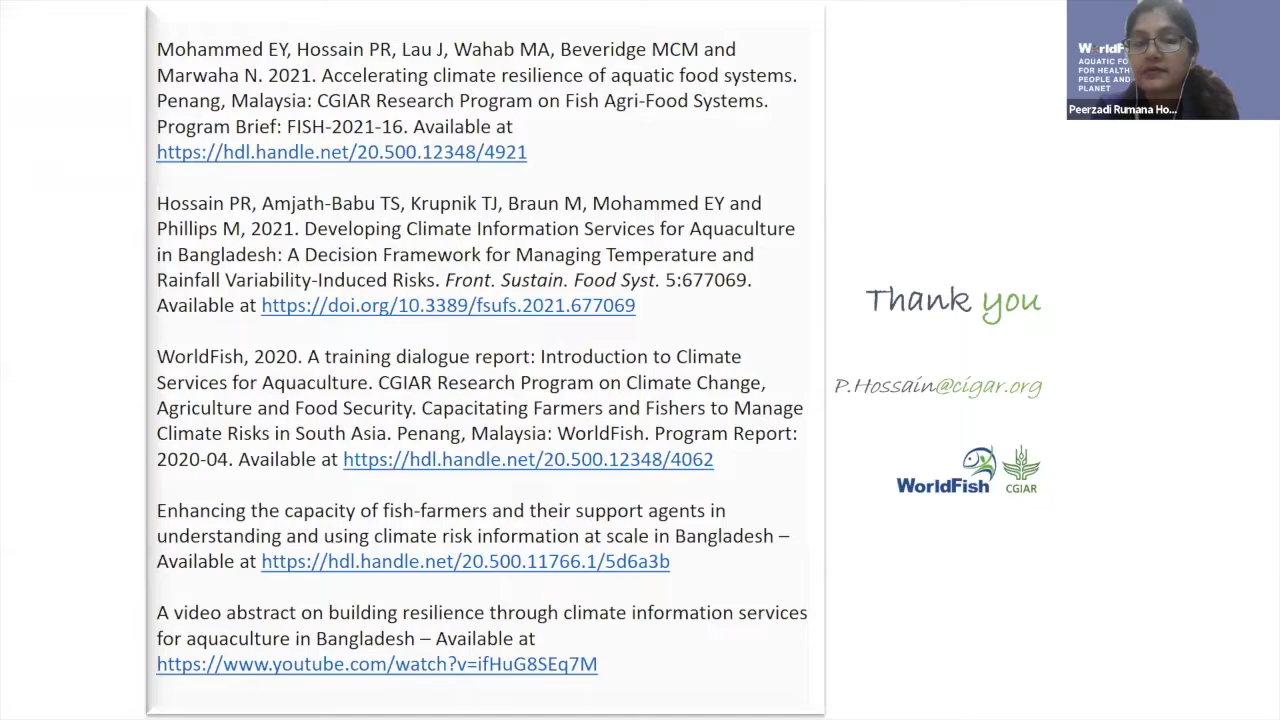 Mohammed EY, Hossain PR, Lau J, Wahab MA, Beveridge MCM and
Marwaha N. 2021. Accelerating climate resilience of aquatic food systems.
Penang, Malaysia: CGIAR Research Program on Fish Agri-Food Systems.
Program Brief: FISH-2021-16. Available at
https://hdl.handle.net/20.500.12348/4921
Hossain PR, Amjath-Babu TS, Krupnik TJ, Braun M, Mohammed EY and
Phillips M, 2021. Developing Climate Information Services for Aquaculture
in Bangladesh: A Decision Framework for Managing Temperature and
Rainfall Variability-Induced Risks. Front. Sustain. Food Syst. 5:677069.
Available at https://doi.org/10.3389/fsufs.2021.677069
WorldFish, 2020. A training dialogue report: Introduction to Climate
Services for Aquaculture. CGIAR Research Program on Climate Change,
Agriculture and Food Security. Capacitating Farmers and Fishers to Manage
Climate Risks in South Asia. Penang, Malaysia: WorldFish. Program Report:
2020-04. Available at https://hdl.handle.net/20.500.12348/4062
Enhancing the capacity of fish-farmers and their support agents in
understanding and using climate risk information at scale in Bangladesh –
Available at https://hdl.handle.net/20.500.11766.1/5d6a3b
A video abstract on building resilience through climate information services
for aquaculture in Bangladesh – Available at
https://www.youtube.com/watch?v=ifHuG8SEq7M
Thank you
P.Hossain@cigar.org
WorldFish
CGIAR
WorldF
AQUATIC FO
FOR HEALTH
PEOPLE AND
PLANET
Peerzadi Rumana Ho...